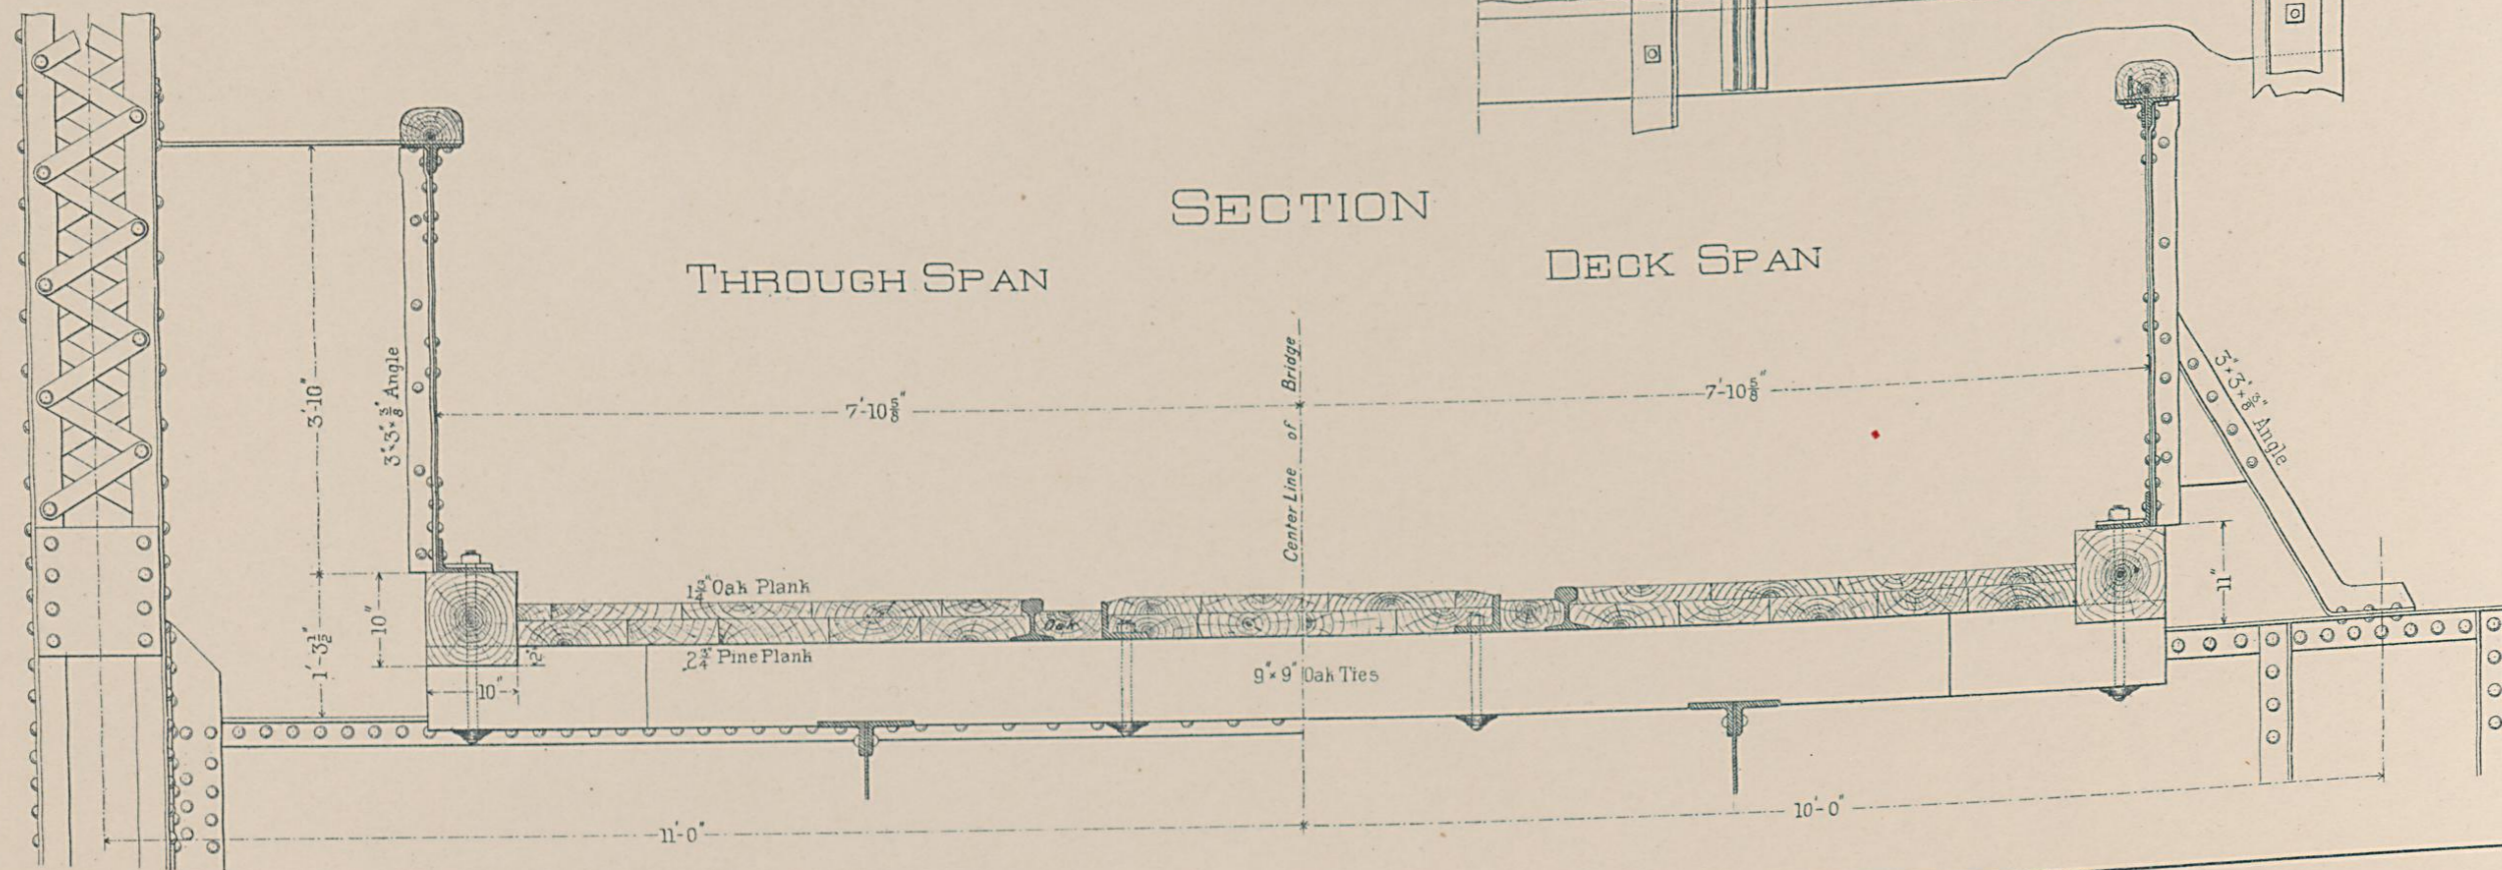 SECTION
THROUGH SPAN
DECK SPAN
3'-10"
3"×3"×3/8" Angle
7'-10 5/8"
Center Line of Bridge
7'-10 5/8"
3"×3"×3/8" Angle
1 3/4" Oak Plank
Oak
11"
1'-3 1/2"
10"
2"
2 3/4" Pine Plank
9"×9" Oak Ties
10"
11'-0"
10'-0"